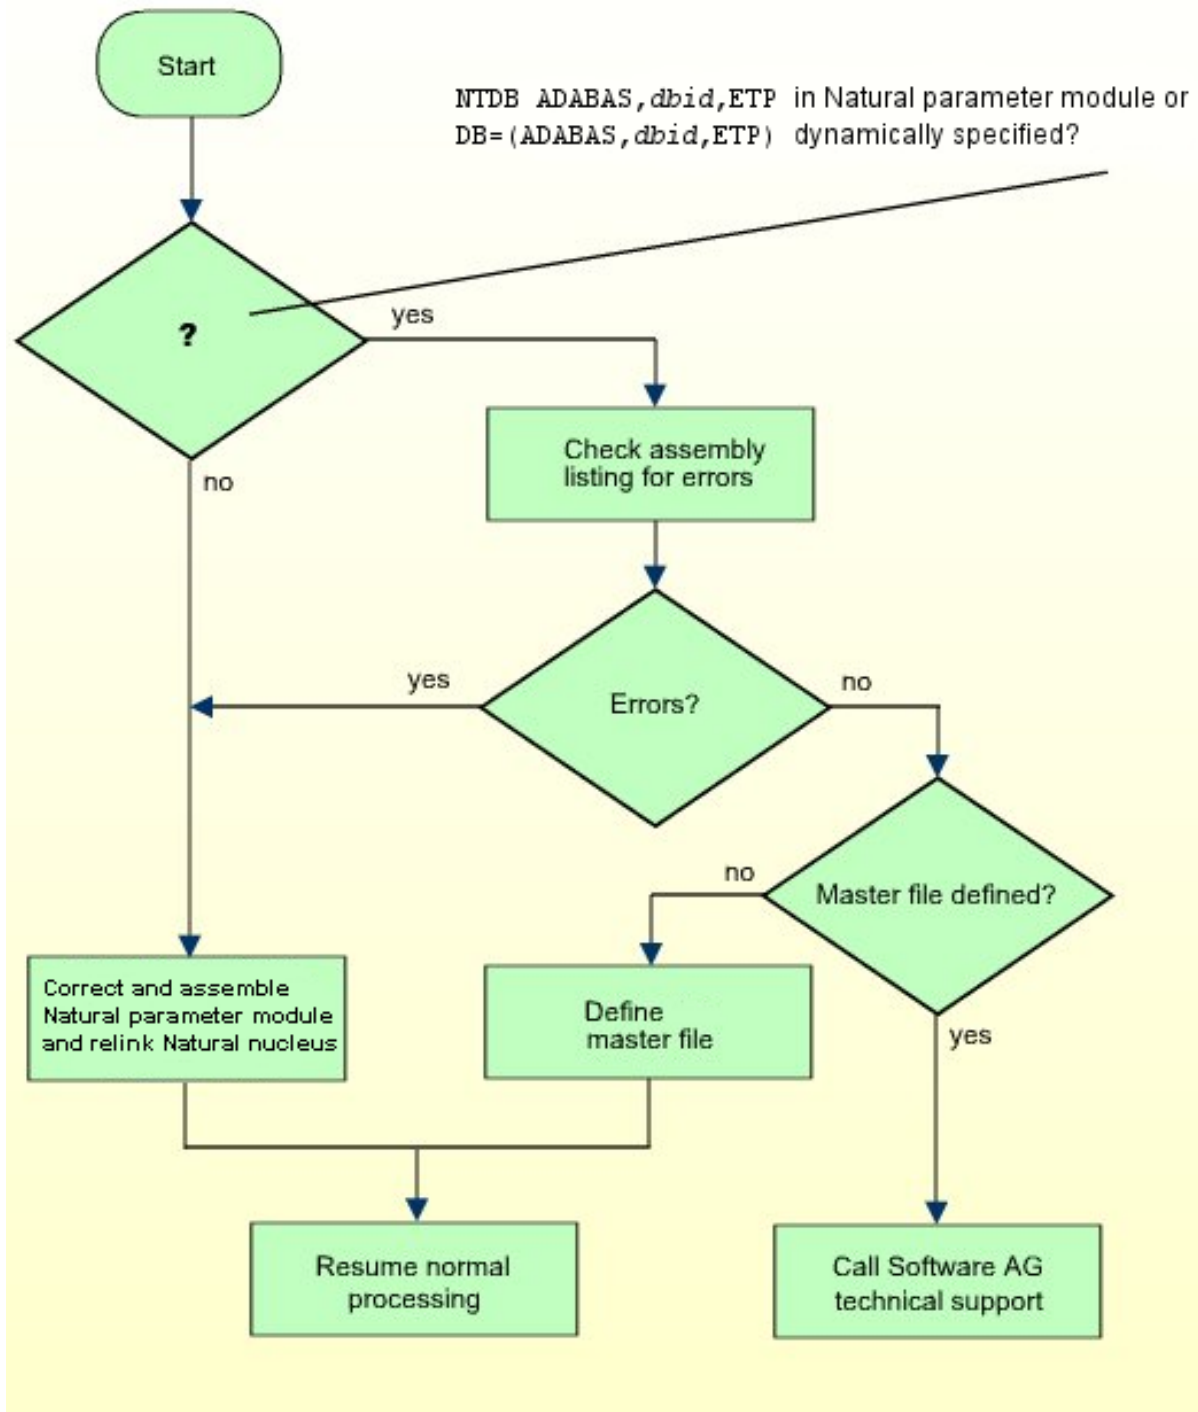 Start
NTDB ADABAS,dbid,ETP in Natural parameter module or
DB=(ADABAS,dbid,ETP) dynamically specified?
?
yes
Check assembly
listing for errors
no
yes
Errors?
no
no
Master file defined?
Correct and assemble
Natural parameter module
and relink Natural nucleus
Define
master file
yes
Resume normal
processing
Call Software AG
technical support